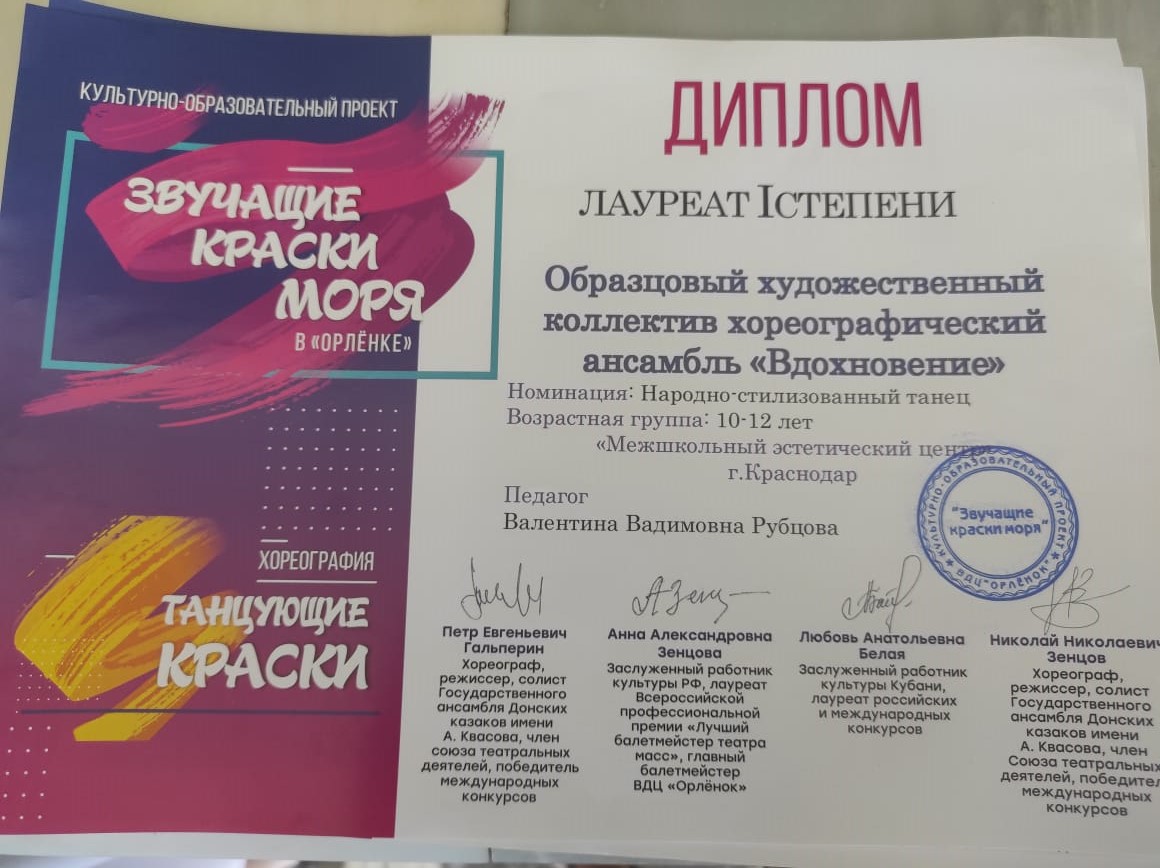 КУЛЬТУРНО-ОБРАЗОВАТЕЛЬНЫЙ ПРОЕКТ
ЗВУЧАЩИЕ
КРАСКИ
МОРЯ
В «ОРЛЁНКЕ»
ХОРЕОГРАФИЯ
ТАНЦУЮЩИЕ
КРАСКИ
ДИПЛОМ
ЛАУРЕАТ IСТЕПЕНИ
Образцовый художественный
коллектив хореографический
ансамбль «Вдохновение»
Номинация: Народно-стилизованный танец
Возрастная группа: 10-12 лет
«Межшкольный эстетический центр»
г.Краснодар
Педагог
Валентина Вадимовна Рубцова
КУЛЬТУРНО-ОБРАЗОВАТЕЛЬНЫЙ ПРОЕКТ
"Звучащие
краски моря"
ВДЦ "ОРЛЁНОК"
Петр Евгеньевич
Гальперин
Хореограф,
режиссер, солист
Государственного
ансамбля Донских
казаков имени
А. Квасова, член
союза театральных
деятелей, победитель
международных
конкурсов
Анна Александровна
Зенцова
Заслуженный работник
культуры РФ, лауреат
Всероссийской
профессиональной
премии «Лучший
балетмейстер театра
масс», главный
балетмейстер
ВДЦ «Орлёнок»
Любовь Анатольевна
Белая
Заслуженный работник
культуры Кубани,
лауреат российских
и международных
конкурсов
Николай Николаевич
Зенцов
Хореограф,
режиссер, солист
Государственного
ансамбля Донских
казаков имени
А. Квасова, член
Союза театральных
деятелей, победител
международных
конкурсов